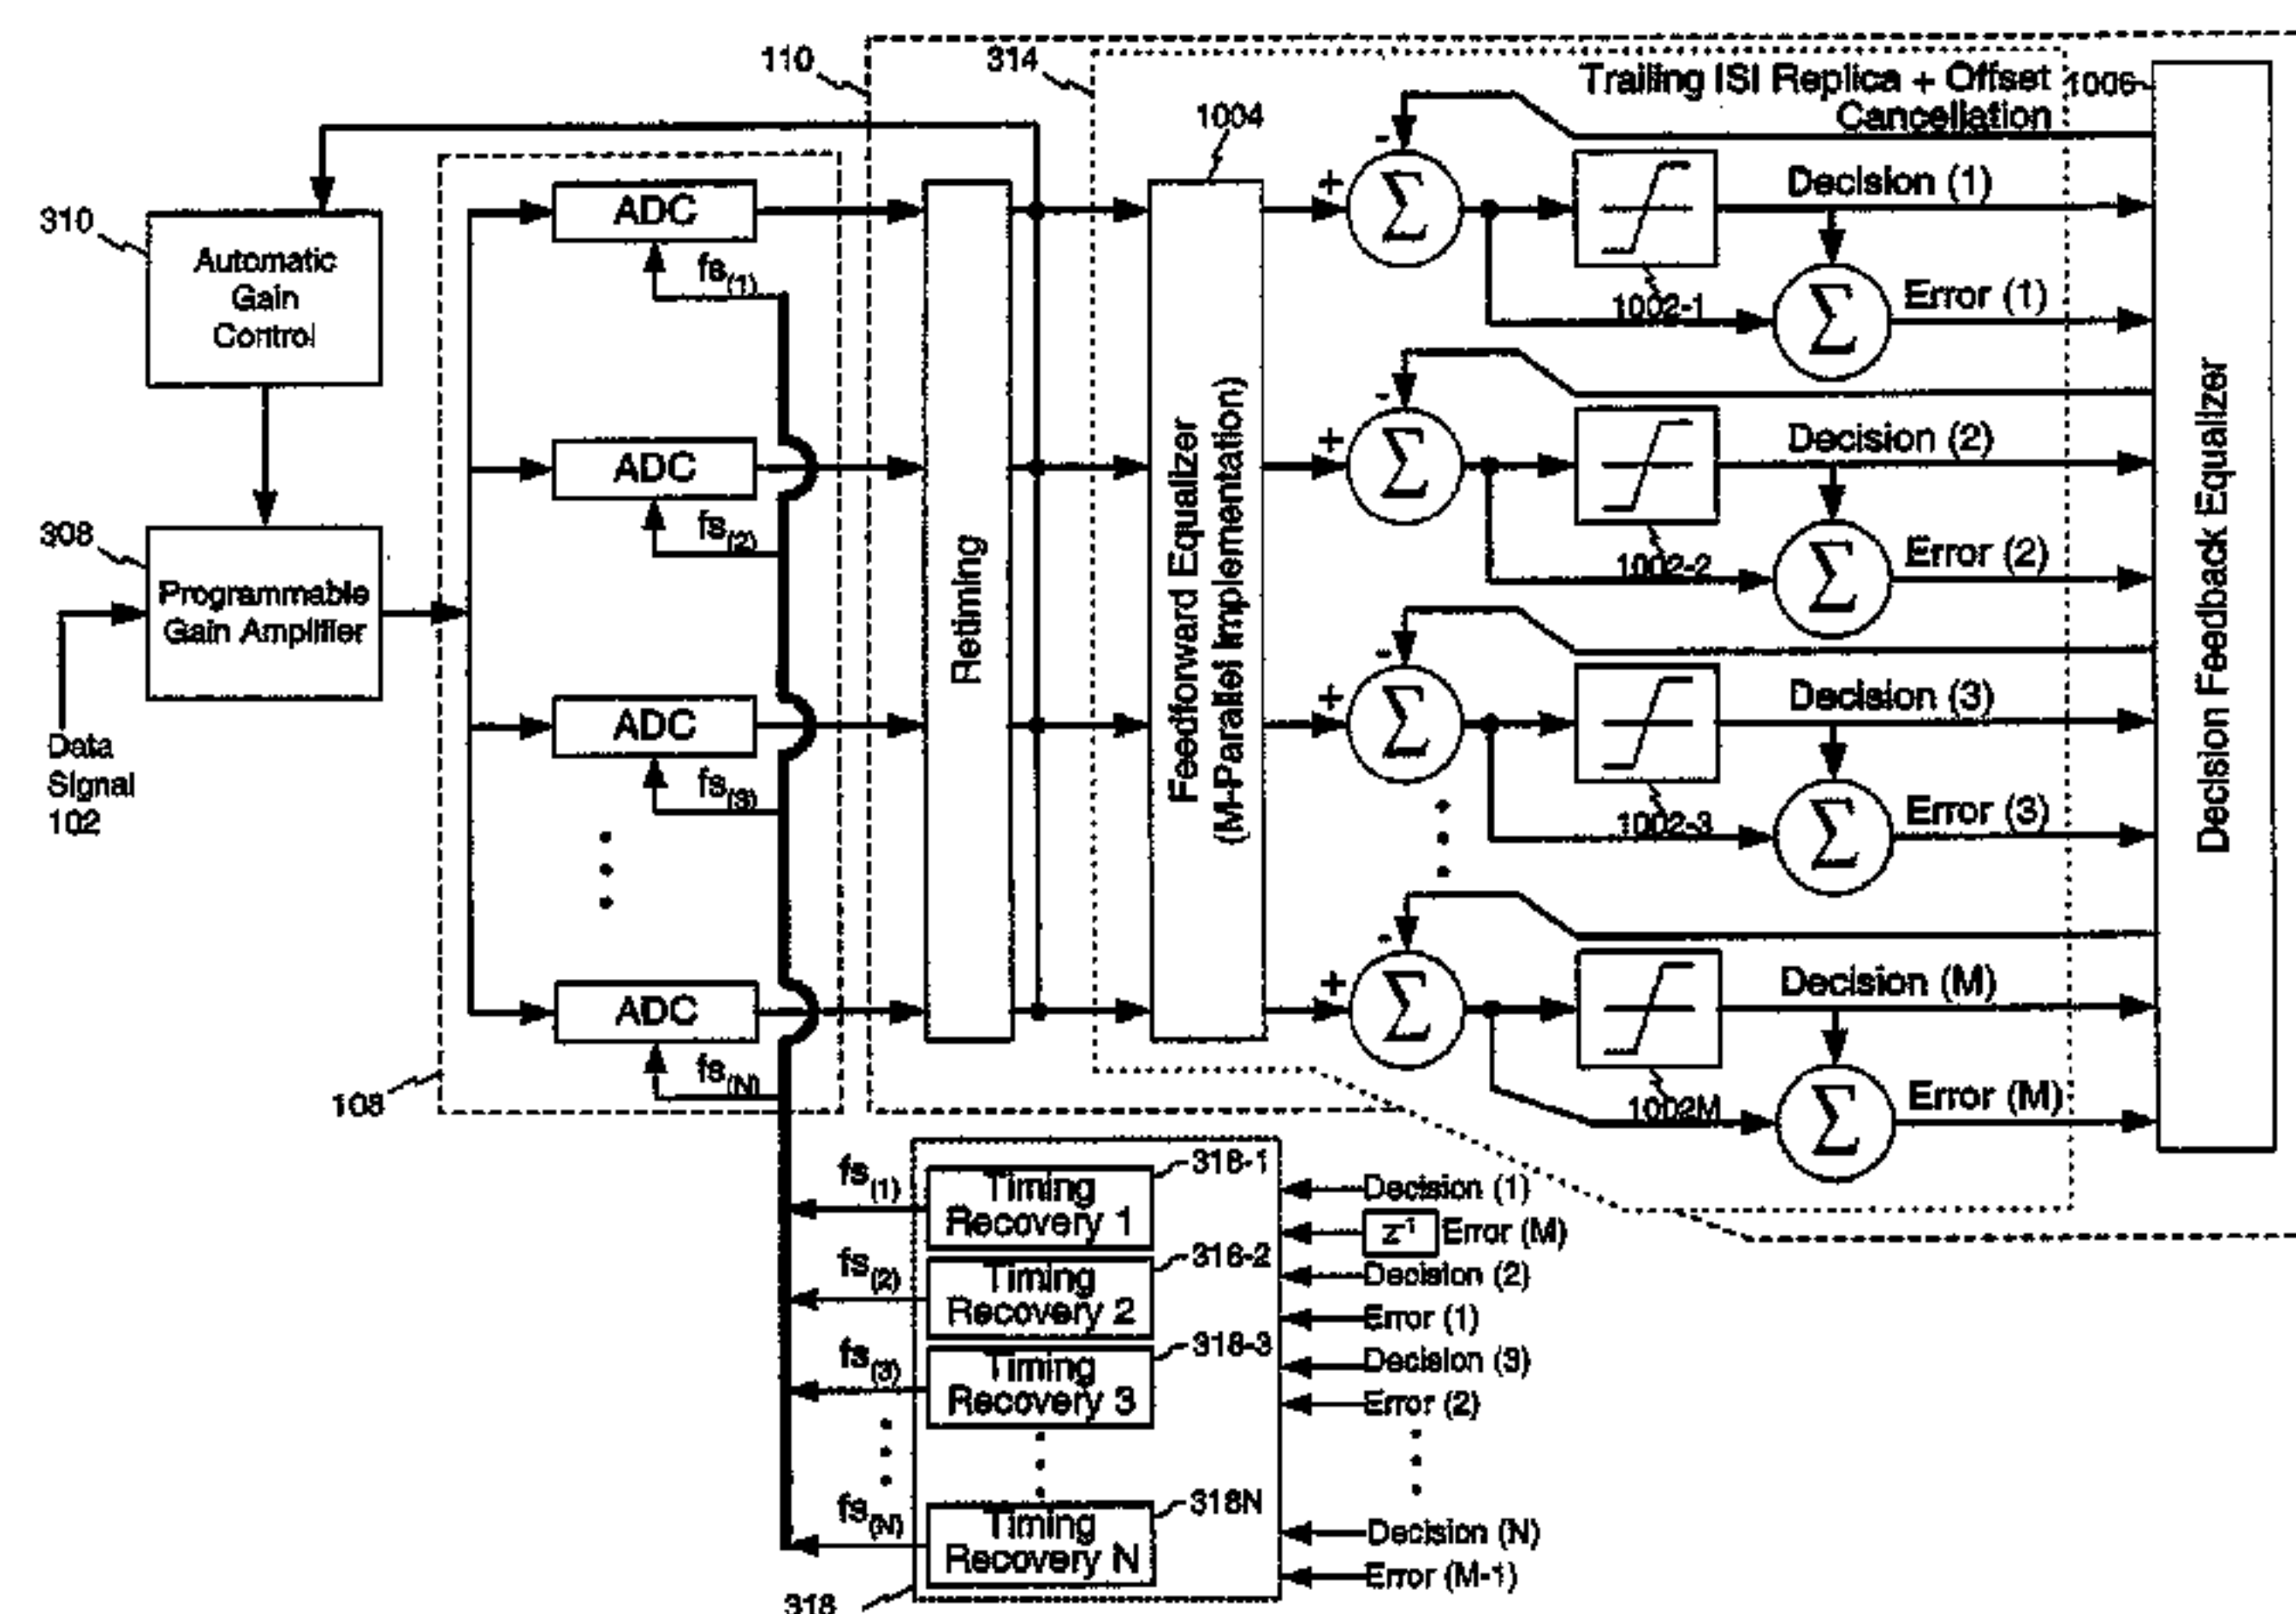 110
314
Trailing ISI Replica + Offset
Cancellation
1006
1004
-
310
Automatic
Gain
Control
ADC
fs(1)
+
Σ
Decision (1)
1002-1
Σ
Error (1)
-
ADC
fs(2)
+
Σ
Decision (2)
1002-2
Σ
Error (2)
308
Programmable
Gain Amplifier
Data
Signal
102
Retiming
Feedforward Equalizer
(M-Parallel Implementation)
Decision Feedback Equalizer
-
ADC
fs(3)
+
Σ
Decision (3)
1002-3
Σ
Error (3)
-
ADC
fs(N)
+
Σ
Decision (M)
1002M
Σ
Error (M)
108
fs(1)
Timing
Recovery 1
318-1
Decision (1)
z-1 Error (M)
fs(2)
Timing
Recovery 2
318-2
Decision (2)
Error (1)
fs(3)
Timing
Recovery 3
318-3
Decision (3)
Error (2)
fs(N)
Timing
Recovery N
318N
Decision (N)
Error (M-1)
318